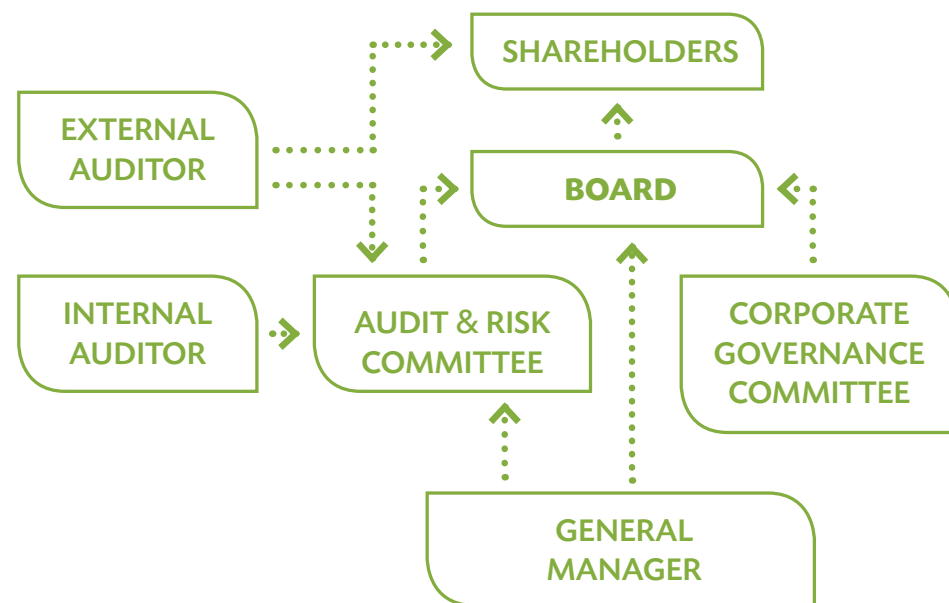 SHAREHOLDERS
EXTERNAL
AUDITOR
BOARD
INTERNAL
AUDITOR
AUDIT & RISK
COMMITTEE
CORPORATE
GOVERNANCE
COMMITTEE
GENERAL
MANAGER